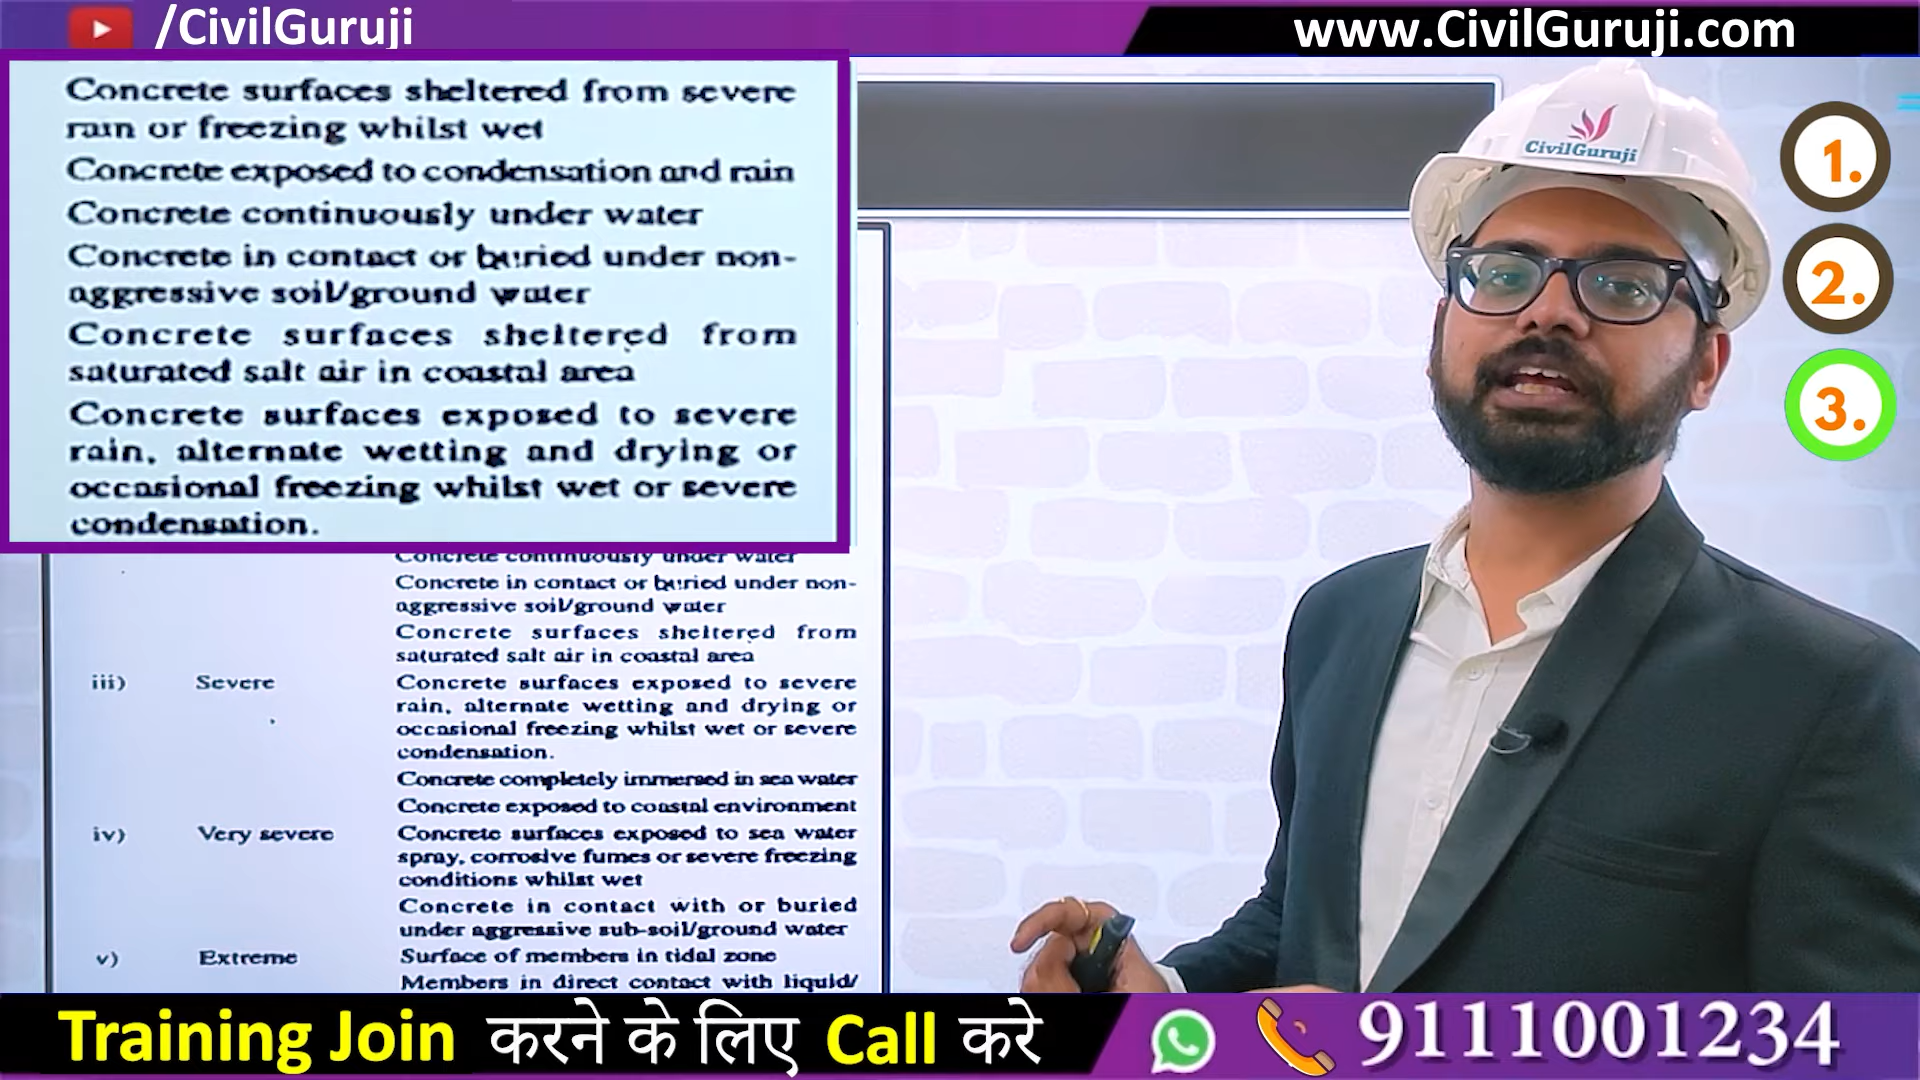 /CivilGuruji
www.CivilGuruji.com
Concrete surfaces sheltered from severe
rain or freezing whilst wet
Concrete exposed to condensation and rain
Concrete continuously under water
Concrete in contact or buried under non-
aggressive soil/ground water
Concrete surfaces sheltered from
saturated salt air in coastal area
Concrete surfaces exposed to severe
rain, alternate wetting and drying or
occasional freezing whilst wet or severe
condensation.
Concrete continuously under water
Concrete in contact or buried under non-
aggressive soil/ground water
Concrete surfaces sheltered from
saturated salt air in coastal area
iii) Severe Concrete surfaces exposed to severe
rain, alternate wetting and drying or
occasional freezing whilst wet or severe
condensation.
Concrete completely immersed in sea water
Concrete exposed to coastal environment
iv) Very severe Concrete surfaces exposed to sea water
spray, corrosive fumes or severe freezing
conditions whilst wet
Concrete in contact with or buried
under aggressive sub-soil/ground water
v) Extreme Surface of members in tidal zone
Members in direct contact with liquid/
CivilGuruji
1.
2.
3.
Training Join करने के लिए Call करे
9111001234